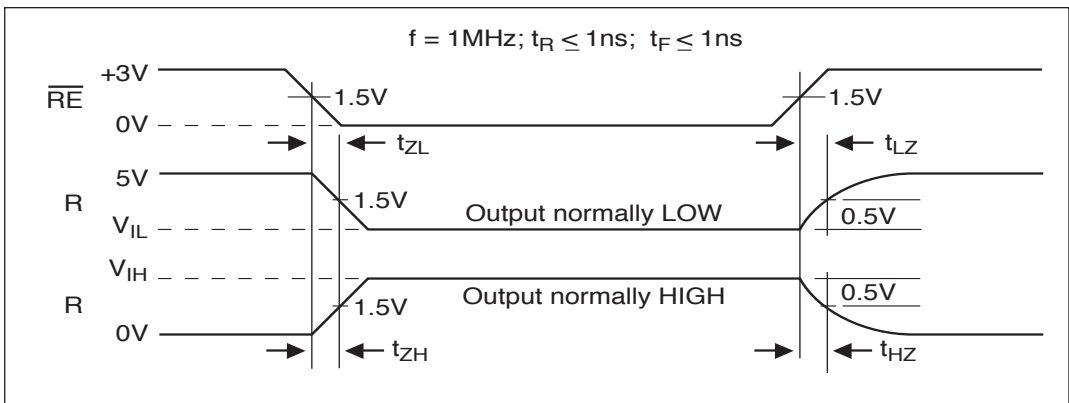 f = 1MHz; tR ≤ 1ns; tF ≤ 1ns
+3V
RE
1.5V
1.5V
0V
tZL
tLZ
5V
R
1.5V
Output normally LOW
0.5V
VIL
VIH
R
1.5V
Output normally HIGH
0.5V
0V
tZH
tHZ